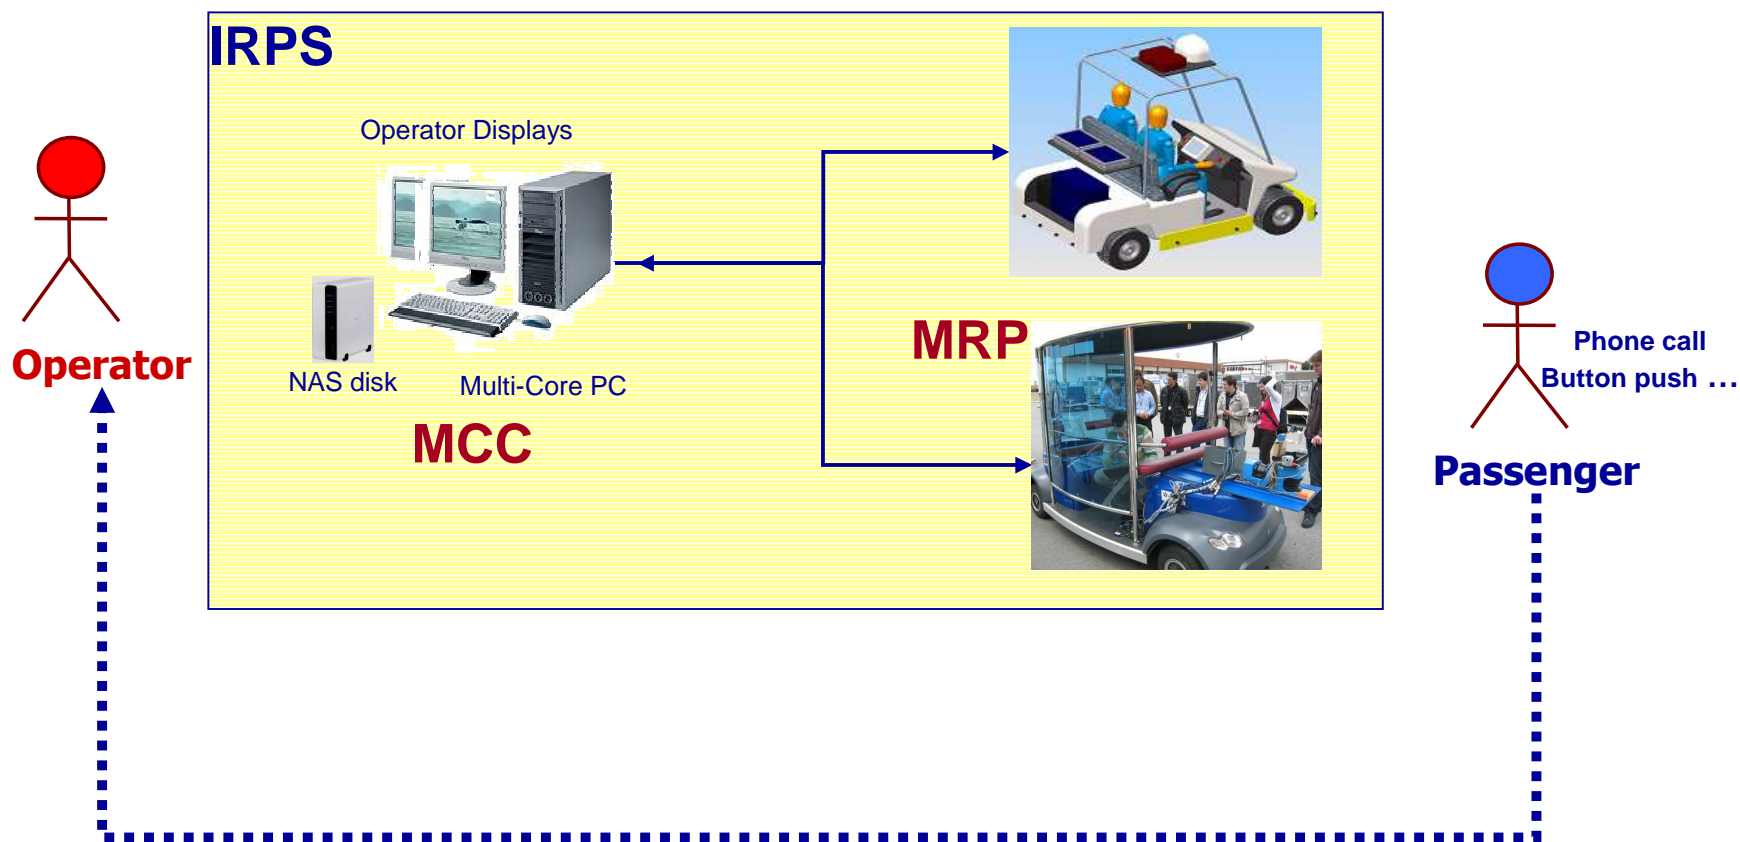 IRPS
Operator Displays
Operator
NAS disk
Multi-Core PC
MCC
MRP
Phone call
Button push ...
Passenger